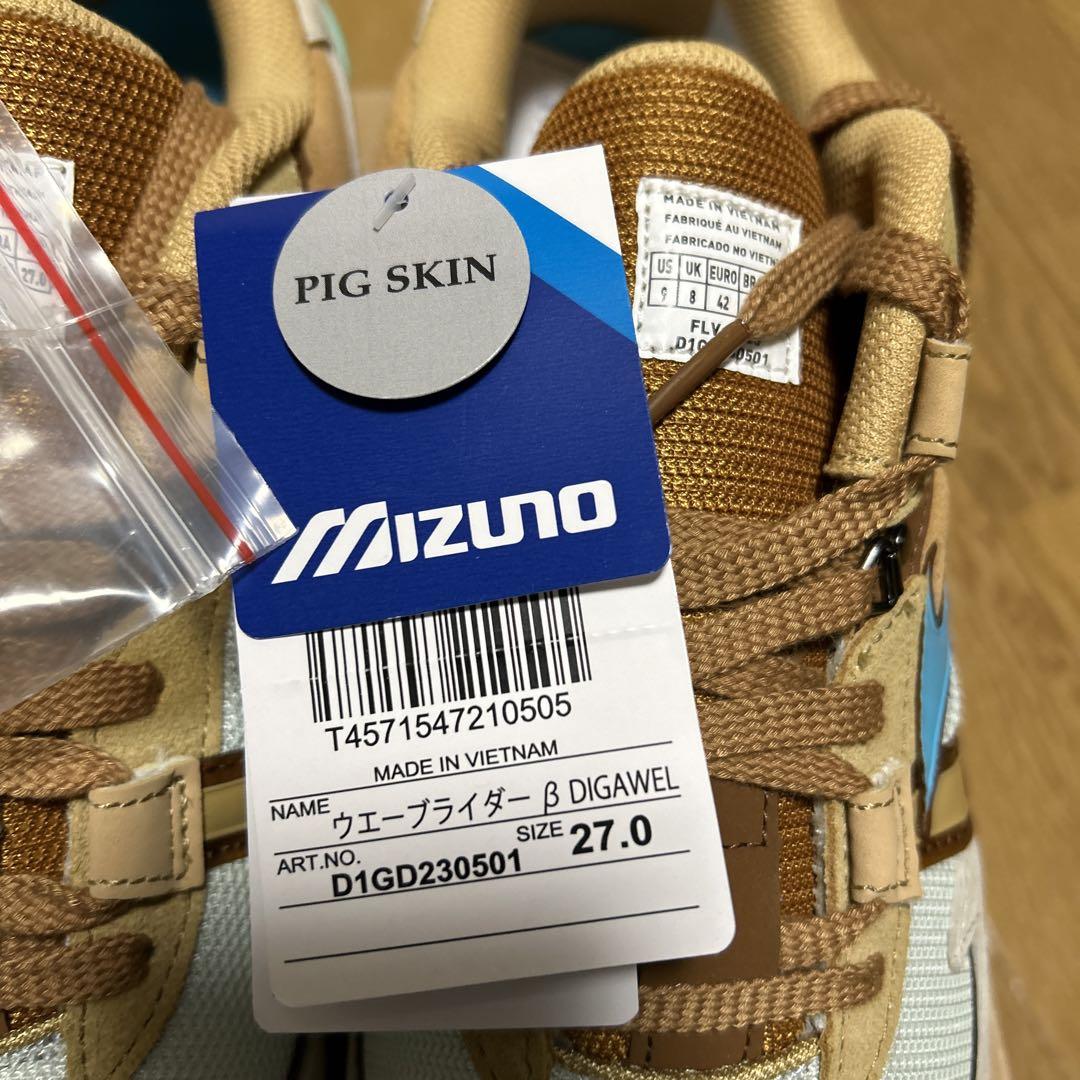 PIG SKIN
MIZUNO
T4571547210505
MADE IN VIETNAM
NAME ウエーブライダー β DIGAWEL
ART.NO. D1GD230501 SIZE 27.0
MADE IN VIETNAM
FABRIQUÉ AU VIETNAM
FABRICADO NO
US UK EURO
9 8 42
27.0